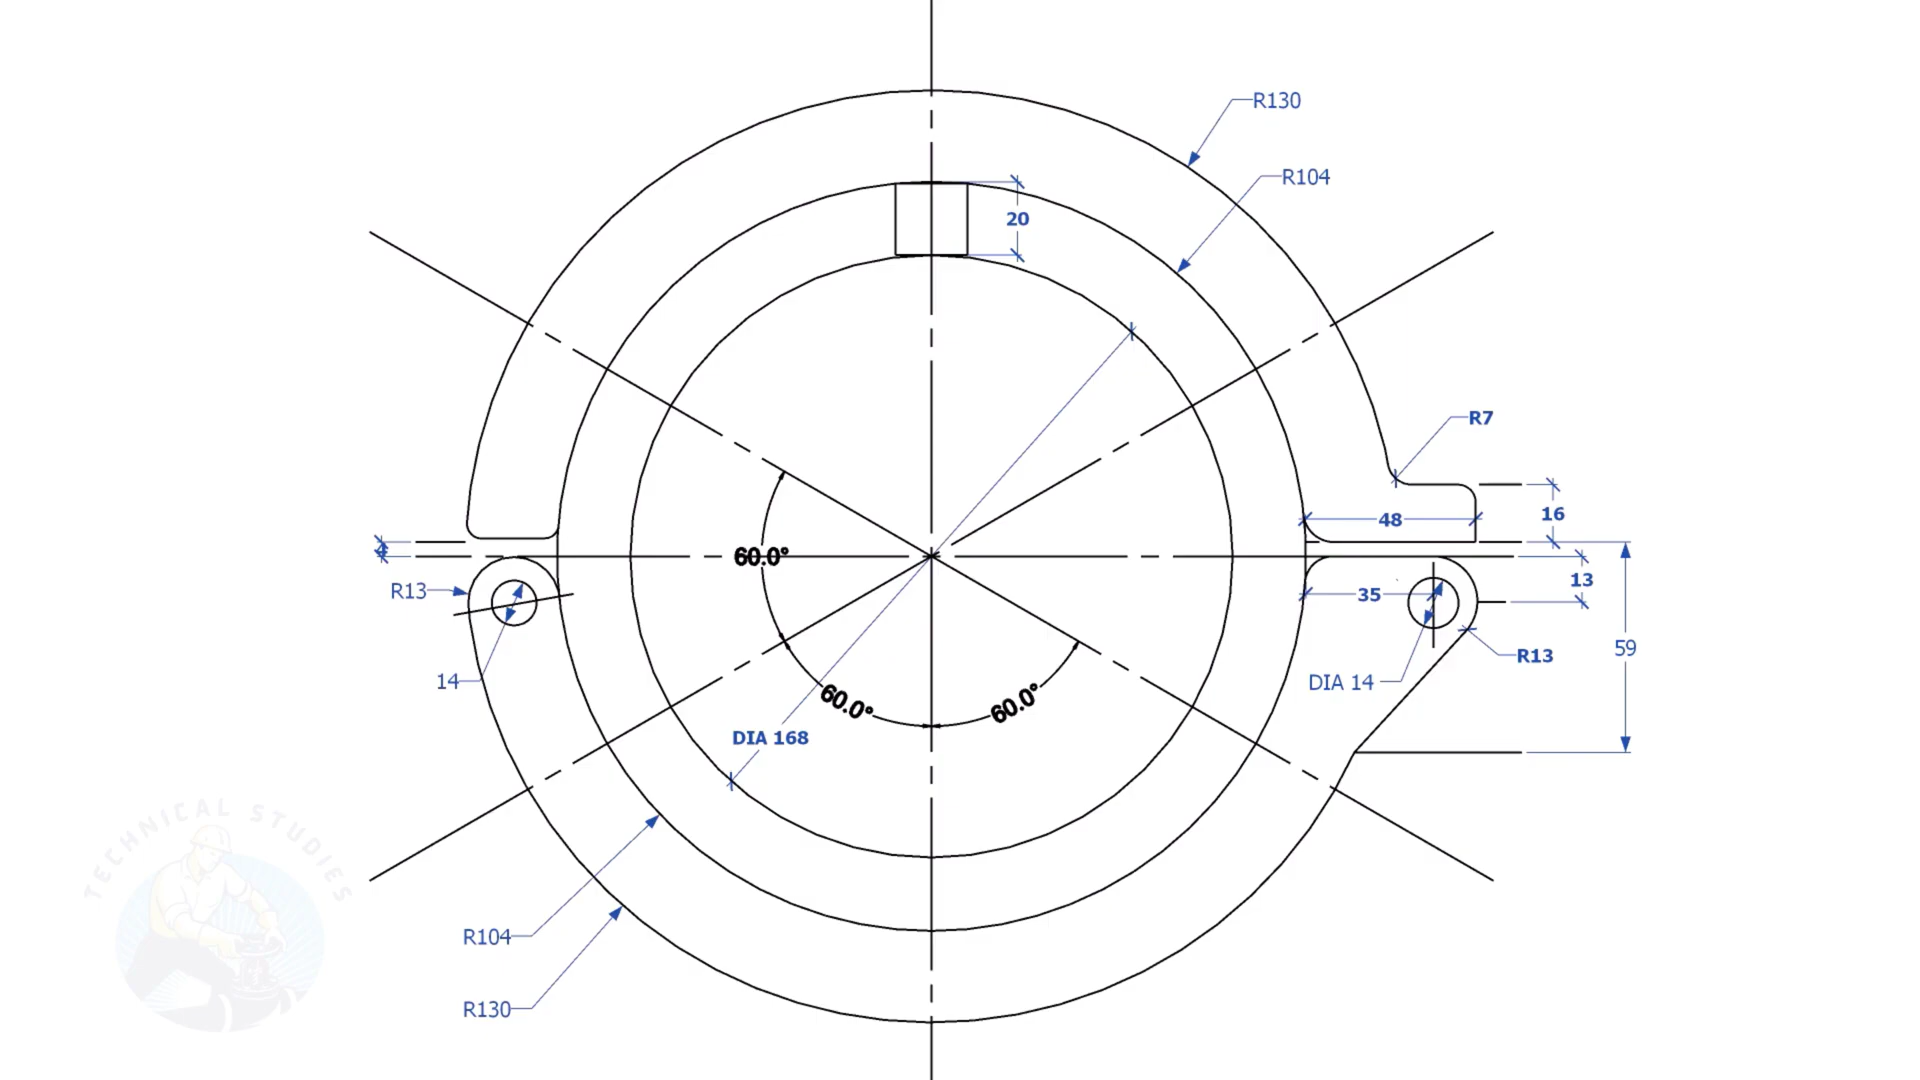 R130
R104
20
R7
16
48
4
60.0°
13
R13
35
59
R13
14
DIA 14
60.0°
60.0°
DIA 168
TECHNICAL STUDIES
R104
R130